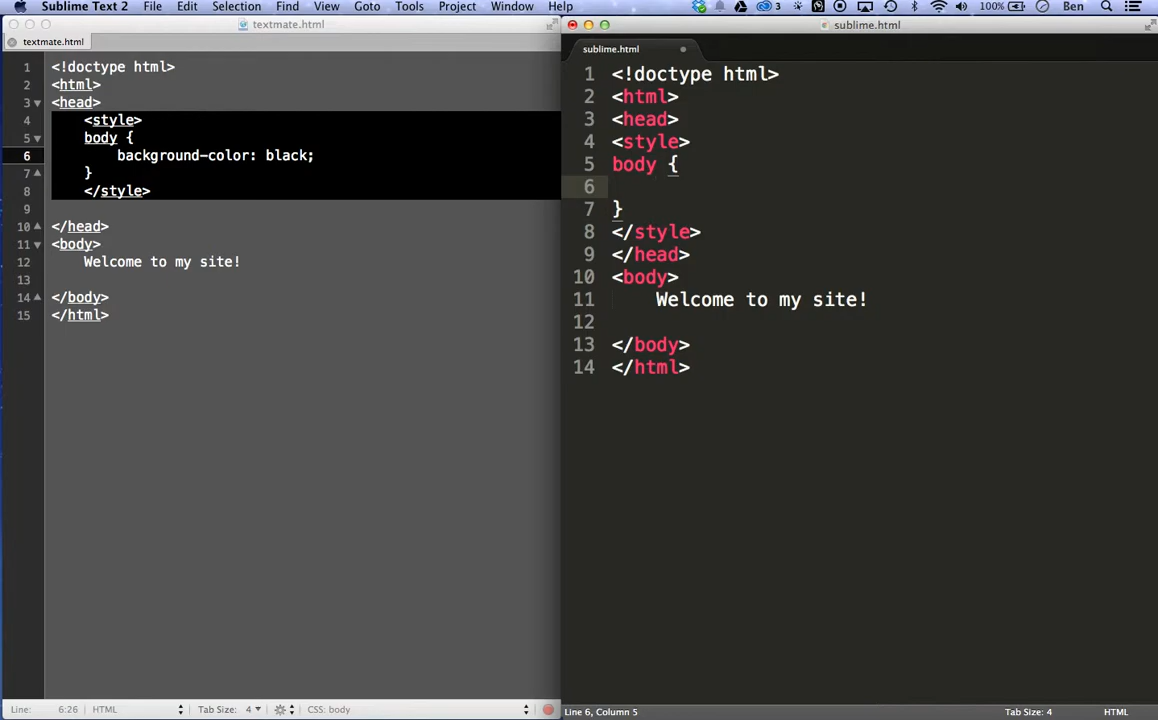 Sublime Text 2 File Edit Selection Find View Goto Tools Project Window Help 3 100% Ben
textmate.html
textmate.html
1 <!doctype html>
2 <html>
3 <head>
4 <style>
5 body {
6 background-color: black;
7 }
8 </style>
9
10 </head>
11 <body>
12 Welcome to my site!
13
14 </body>
15 </html>
Line: 6:26 HTML Tab Size: 4 CSS: body
sublime.html
sublime.html
1 <!doctype html>
2 <html>
3 <head>
4 <style>
5 body {
6
7 }
8 </style>
9 </head>
10 <body>
11 Welcome to my site!
12
13 </body>
14 </html>
Line 6, Column 5 Tab Size: 4 HTML